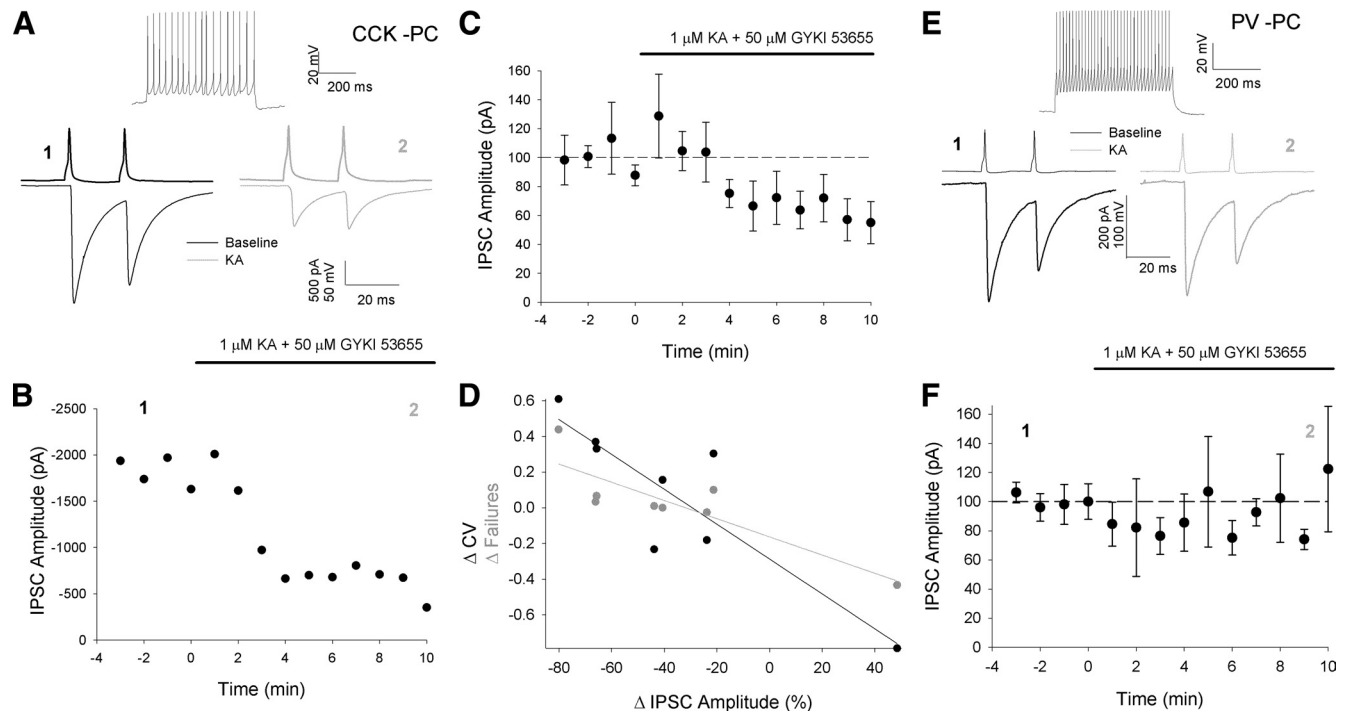 A
CCK -PC
20 mV
200 ms
1
2
Baseline
KA
500 pA
50 mV
20 ms
1 μM KA + 50 μM GYKI 53655
B
1
2
IPSC Amplitude (pA)
-2500
-2000
-1500
-1000
-500
0
-4 -2 0 2 4 6 8 10
Time (min)
C
1 μM KA + 50 μM GYKI 53655
IPSC Amplitude (pA)
160
140
120
100
80
60
40
20
0
-4 -2 0 2 4 6 8 10
Time (min)
D
Δ CV
Δ Failures
0.6
0.4
0.2
0.0
-0.2
-0.4
-0.6
-80 -60 -40 -20 0 20 40
Δ IPSC Amplitude (%)
E
PV -PC
20 mV
200 ms
1
2
Baseline
KA
200 pA
100 mV
20 ms
1 μM KA + 50 μM GYKI 53655
F
1
2
IPSC Amplitude (pA)
160
140
120
100
80
60
40
20
0
-4 -2 0 2 4 6 8 10
Time (min)